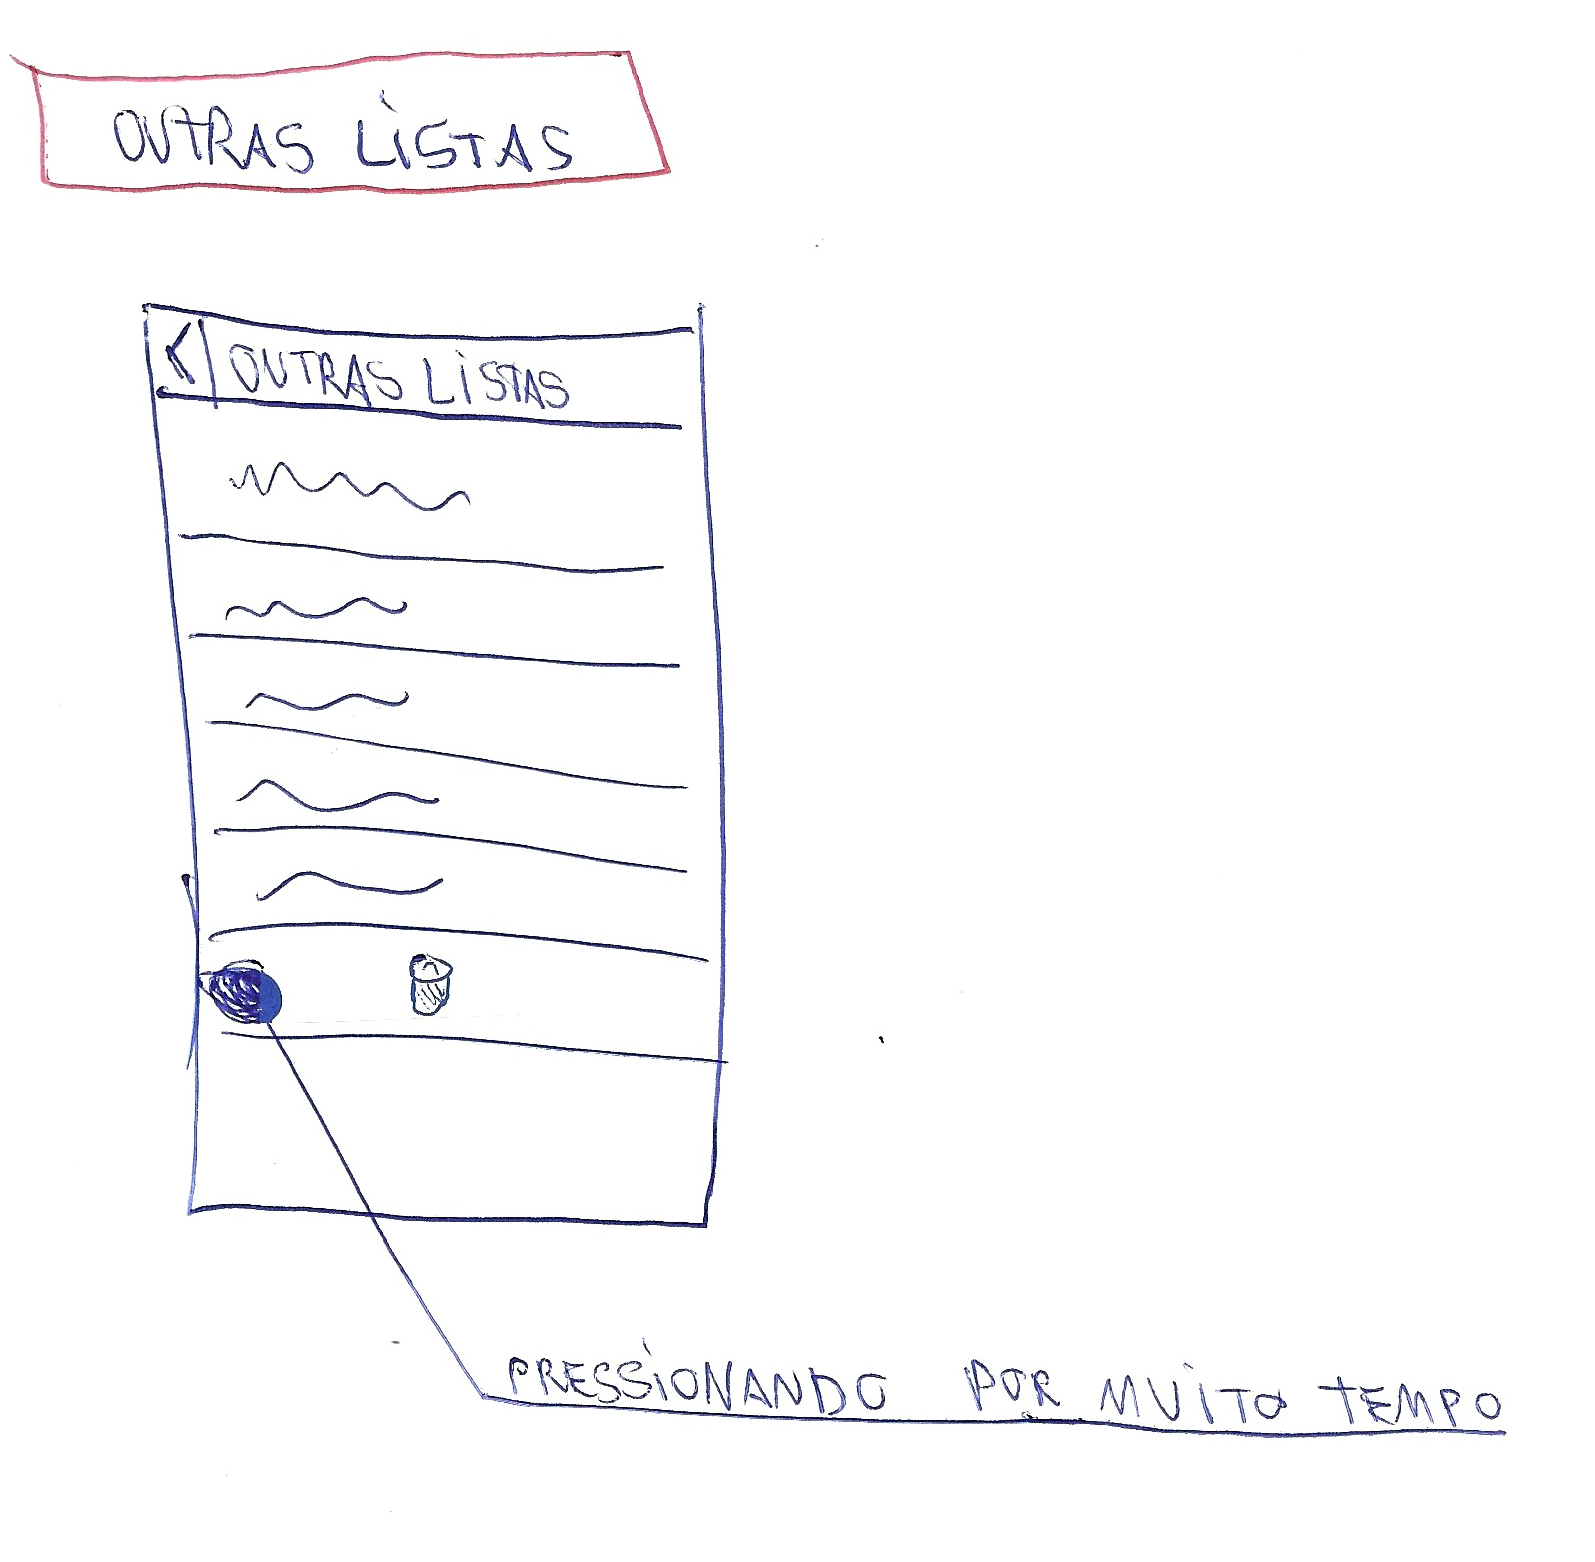 OUTRAS LISTAS
< OUTRAS LISTAS
PRESSIONANDO POR MUITO TEMPO